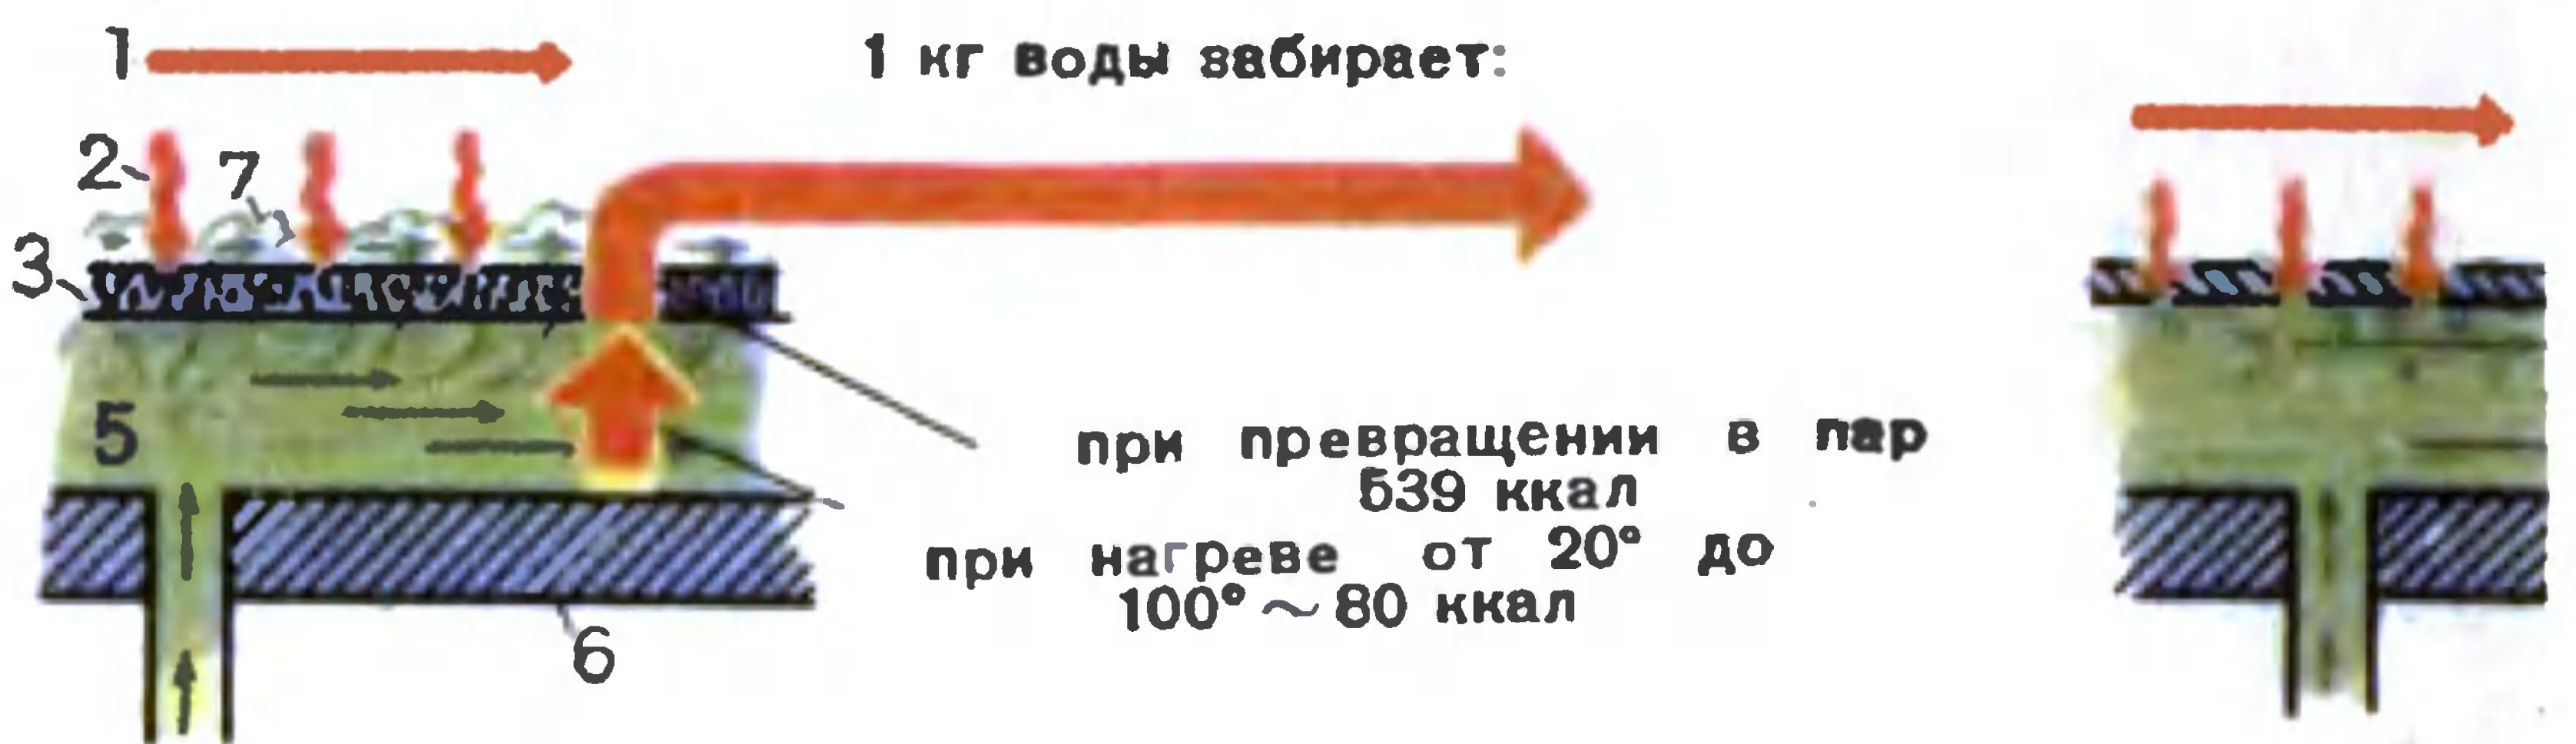 1
1 кг воды забирает:
2
7
3
5
при превращении в пар
539 ккал
при нагреве от 20° до
100° ~ 80 ккал
6